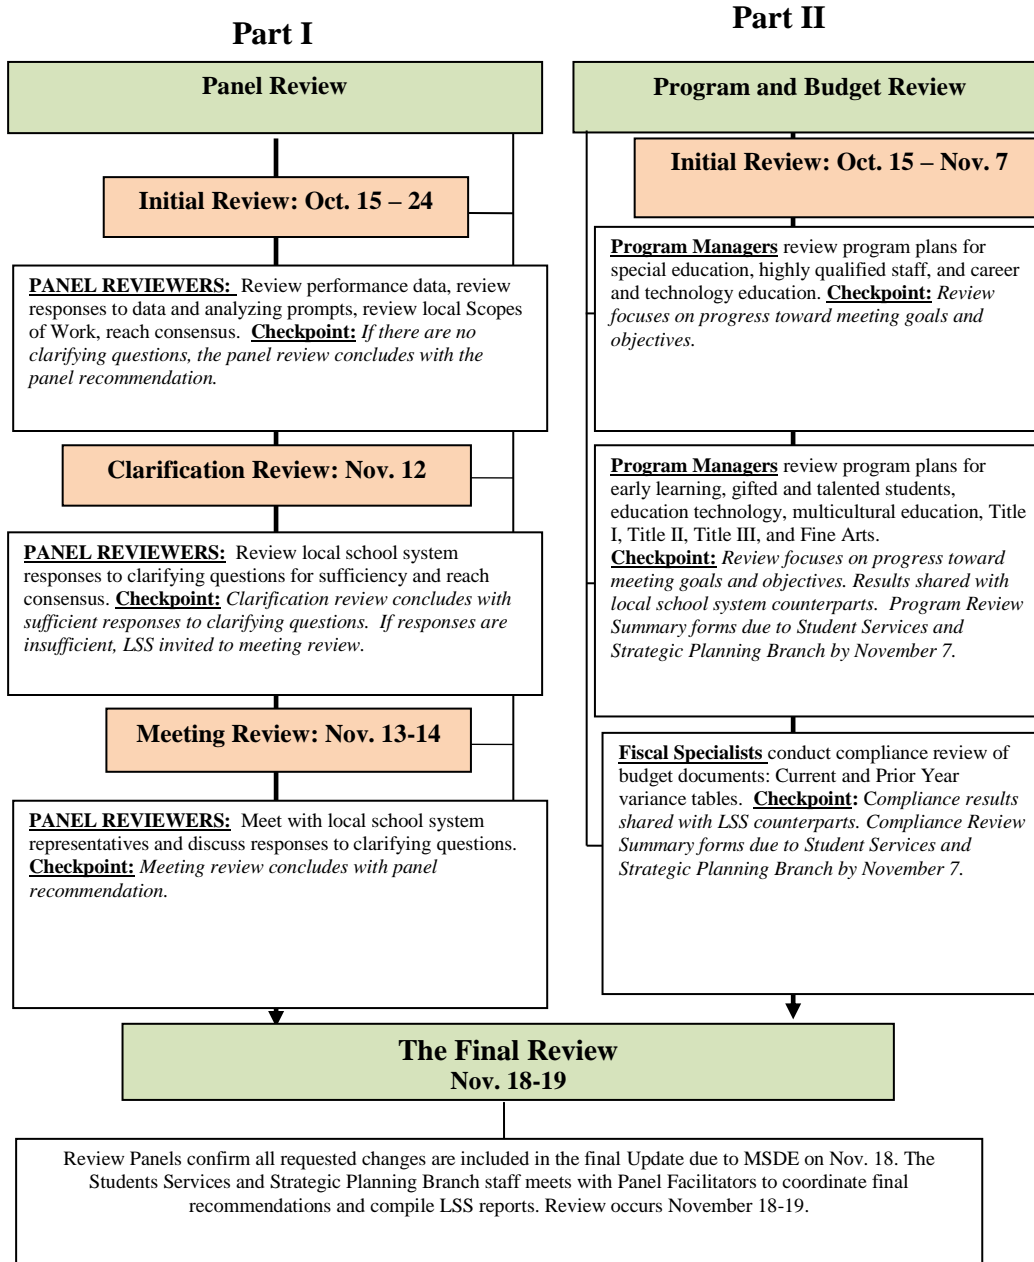 Part I
Panel Review
Initial Review: Oct. 15 – 24
PANEL REVIEWERS: Review performance data, review
responses to data and analyzing prompts, review local Scopes
of Work, reach consensus. Checkpoint: If there are no
clarifying questions, the panel review concludes with the
panel recommendation.
Clarification Review: Nov. 12
PANEL REVIEWERS: Review local school system
responses to clarifying questions for sufficiency and reach
consensus. Checkpoint: Clarification review concludes with
sufficient responses to clarifying questions. If responses are
insufficient, LSS invited to meeting review.
Meeting Review: Nov. 13-14
PANEL REVIEWERS: Meet with local school system
representatives and discuss responses to clarifying questions.
Checkpoint: Meeting review concludes with panel
recommendation.
Part II
Program and Budget Review
Initial Review: Oct. 15 – Nov. 7
Program Managers review program plans for
special education, highly qualified staff, and career
and technology education. Checkpoint: Review
focuses on progress toward meeting goals and
objectives.
Program Managers review program plans for
early learning, gifted and talented students,
education technology, multicultural education, Title
I, Title II, Title III, and Fine Arts.
Checkpoint: Review focuses on progress toward
meeting goals and objectives. Results shared with
local school system counterparts. Program Review
Summary forms due to Student Services and
Strategic Planning Branch by November 7.
Fiscal Specialists conduct compliance review of
budget documents: Current and Prior Year
variance tables. Checkpoint: Compliance results
shared with LSS counterparts. Compliance Review
Summary forms due to Student Services and
Strategic Planning Branch by November 7.
The Final Review
Nov. 18-19
Review Panels confirm all requested changes are included in the final Update due to MSDE on Nov. 18. The
Students Services and Strategic Planning Branch staff meets with Panel Facilitators to coordinate final
recommendations and compile LSS reports. Review occurs November 18-19.